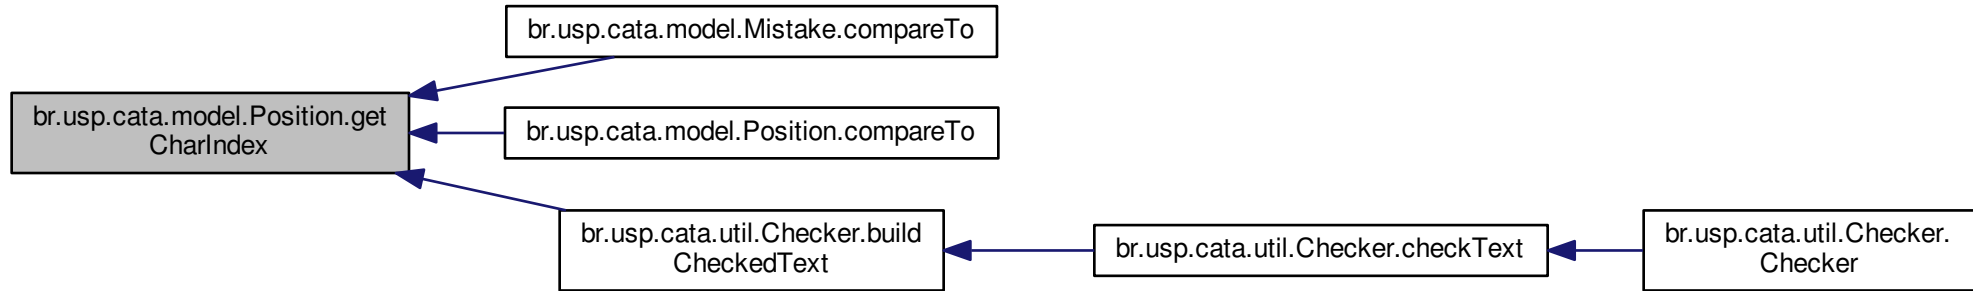 br.usp.cata.model.Mistake.compareTo
br.usp.cata.model.Position.get
CharIndex
br.usp.cata.model.Position.compareTo
br.usp.cata.util.Checker.build
CheckedText
br.usp.cata.util.Checker.checkText
br.usp.cata.util.Checker.
Checker